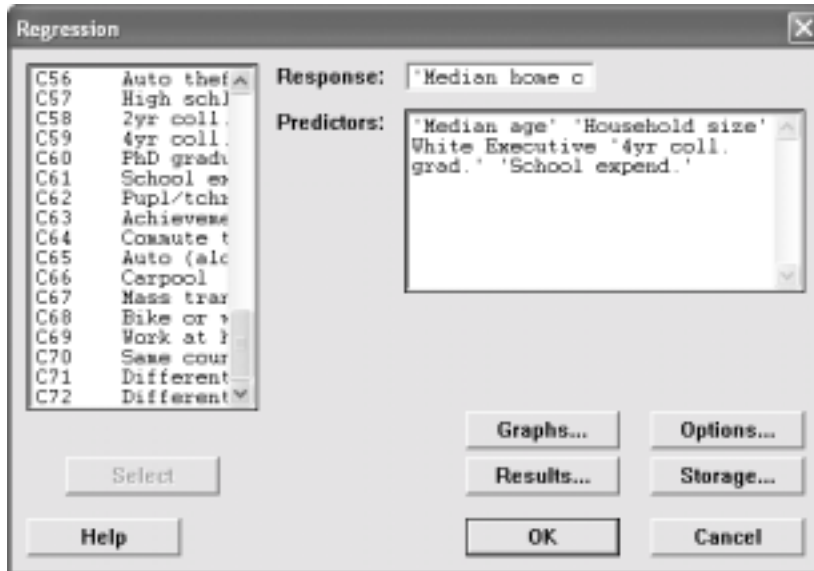 Regression
C56 Auto thef
C57 High schl
C58 2yr coll.
C59 4yr coll.
C60 PhD gradu
C61 School ex
C62 Pupl/tchr
C63 Achieveme
C64 Commute t
C65 Auto (alo
C66 Carpool
C67 Mass tran
C68 Bike or w
C69 Work at h
C70 Same coun
C71 Different
C72 Different
Response: 'Median home c
Predictors: 'Median age' 'Household size'
White Executive '4yr coll.
grad.' 'School expend.'
Graphs... Options...
Select Results... Storage...
Help OK Cancel